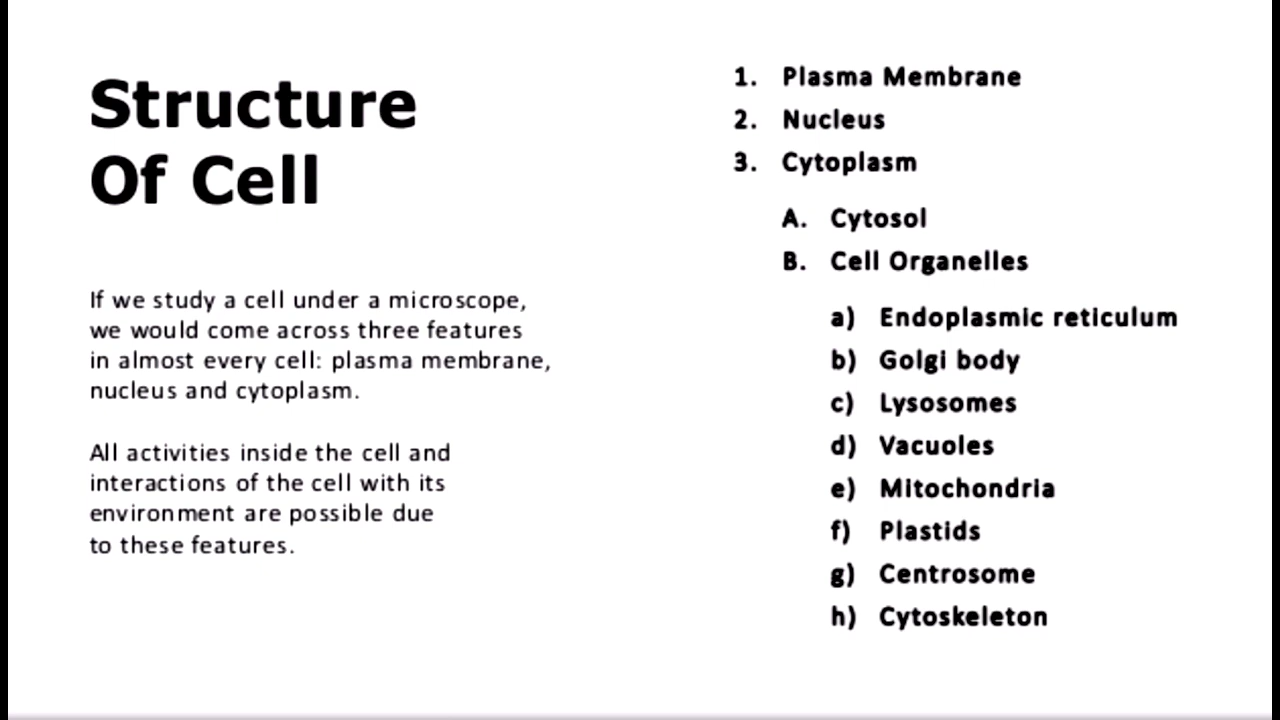 Structure
Of Cell
If we study a cell under a microscope,
we would come across three features
in almost every cell: plasma membrane,
nucleus and cytoplasm.
All activities inside the cell and
interactions of the cell with its
environment are possible due
to these features.
1. Plasma Membrane
2. Nucleus
3. Cytoplasm
A. Cytosol
B. Cell Organelles
a) Endoplasmic reticulum
b) Golgi body
c) Lysosomes
d) Vacuoles
e) Mitochondria
f) Plastids
g) Centrosome
h) Cytoskeleton